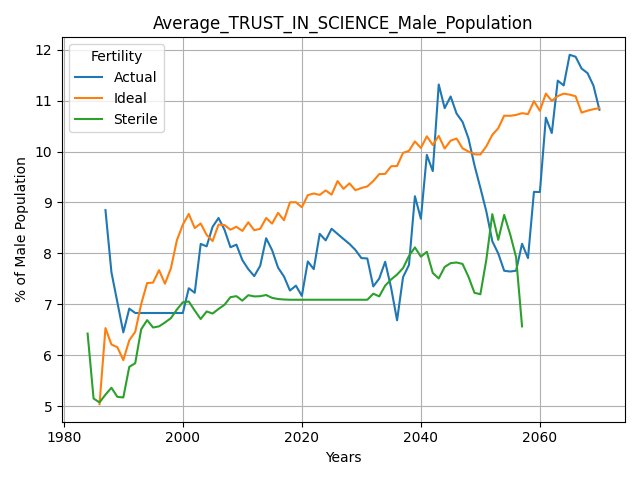 Average_TRUST_IN_SCIENCE_Male_Population
Fertility
Actual
Ideal
Sterile
% of Male Population
12
11
10
9
8
7
6
5
1980
2000
2020
2040
2060
Years